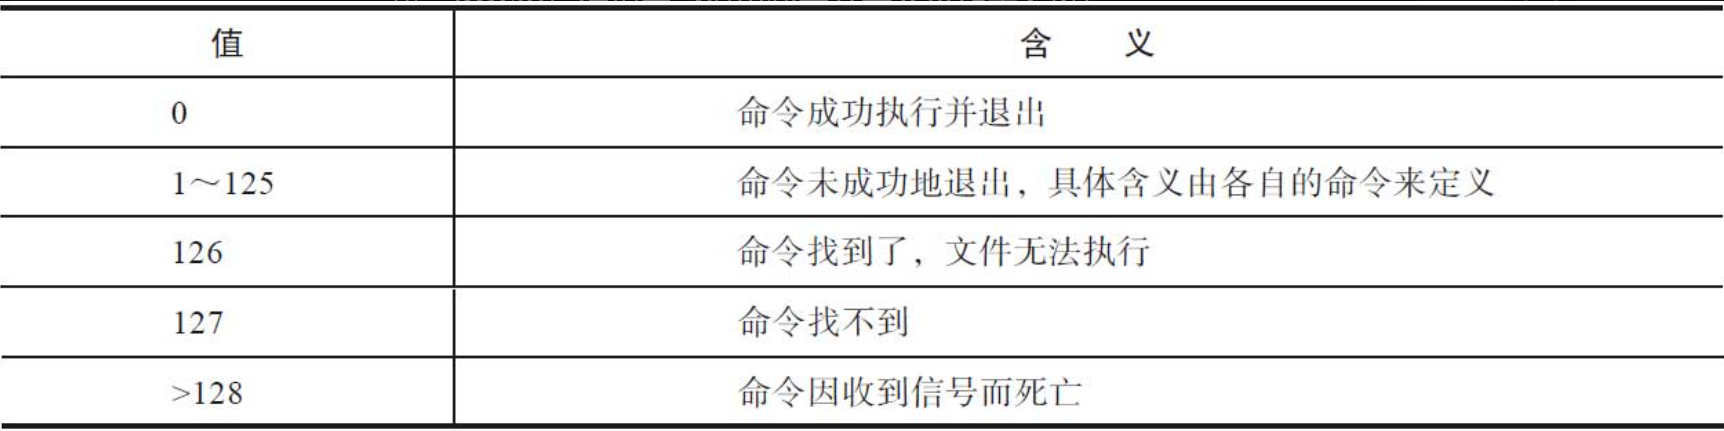 值 含 义
0 命令成功执行并退出
1～125 命令未成功地退出，具体含义由各自的命令来定义
126 命令找到了，文件无法执行
127 命令找不到
>128 命令因收到信号而死亡